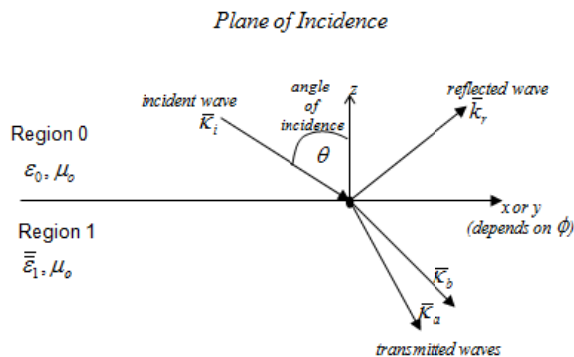 Plane of Incidence
incident wave
κ̄ᵢ
angle
of
incidence
θ
z
reflected wave
k̄ᵣ
Region 0
ε₀, μₒ
x or y
(depends on ϕ)
Region 1
ε̿₁, μₒ
κ̄_b
κ̄ₐ
transmitted waves